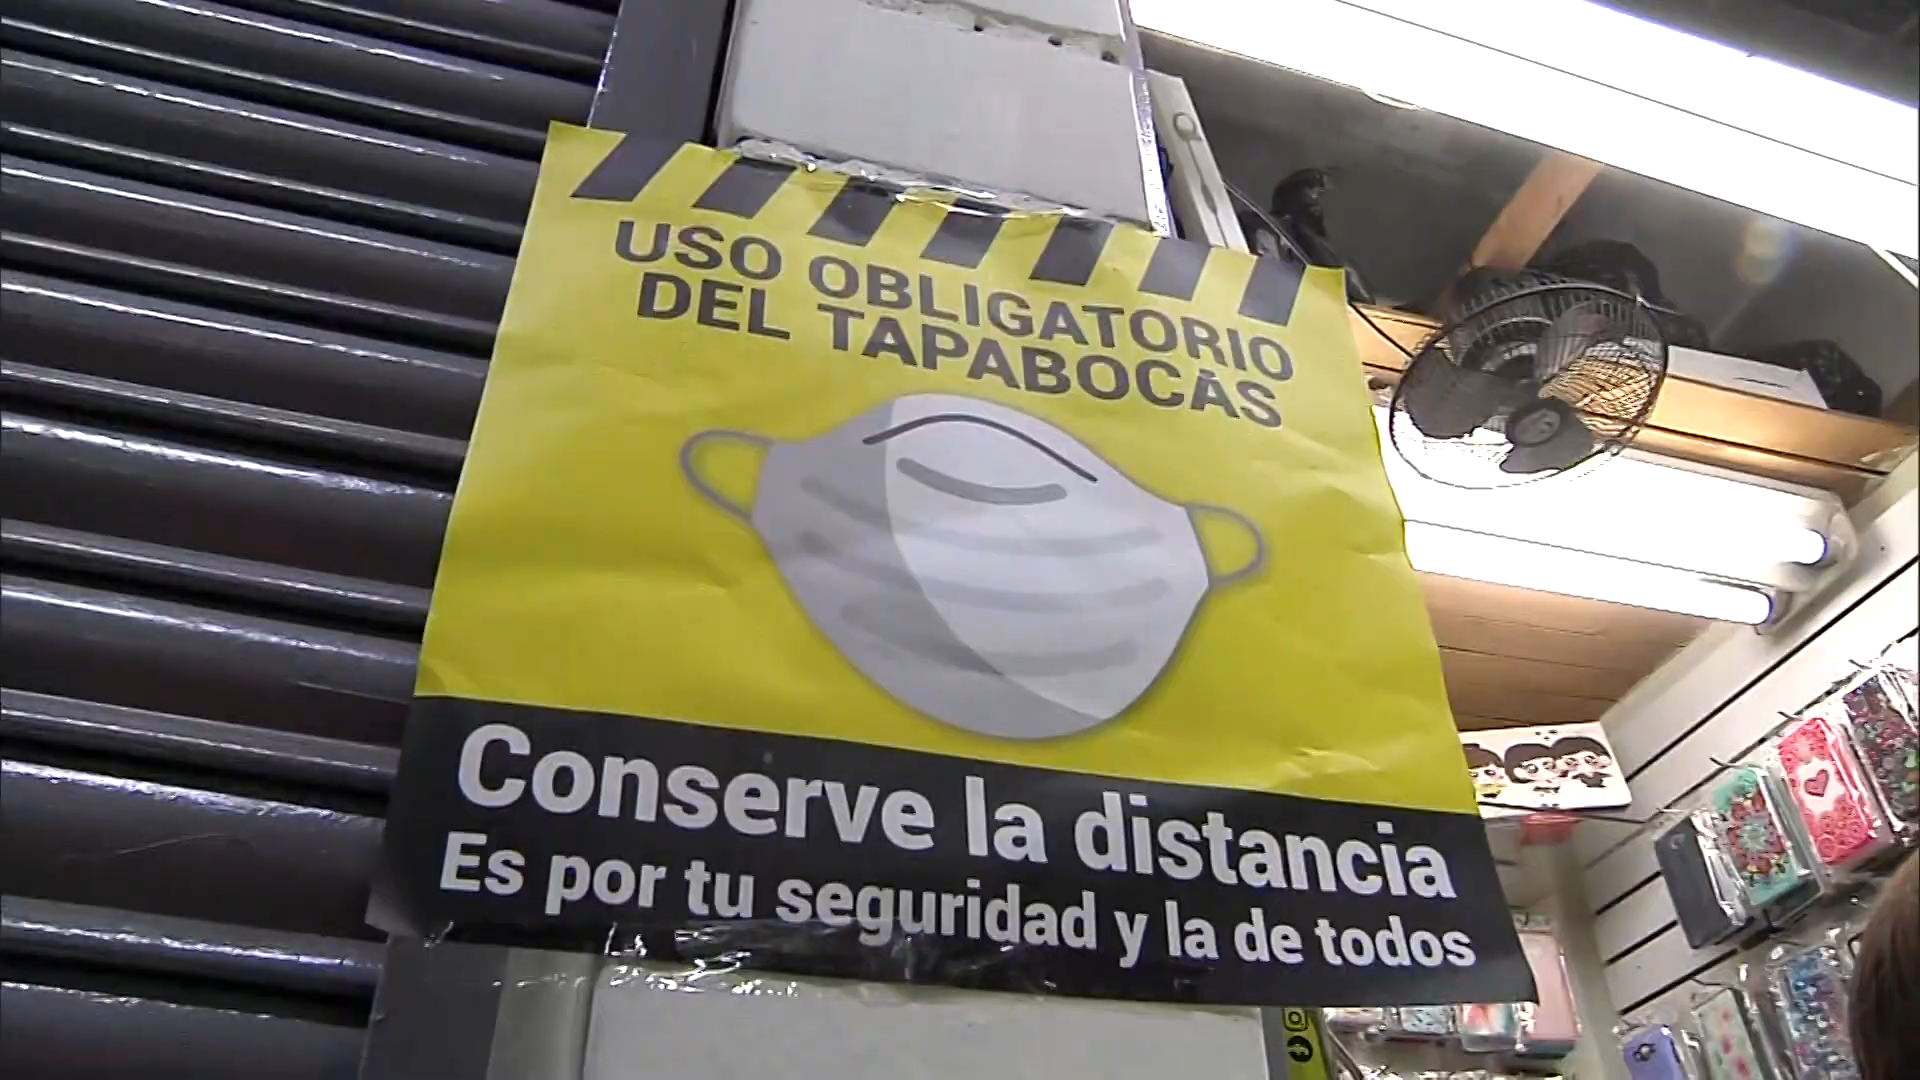 USO OBLIGATORIO
DEL TAPABOCAS
Conserve la distancia
Es por tu seguridad y la de todos